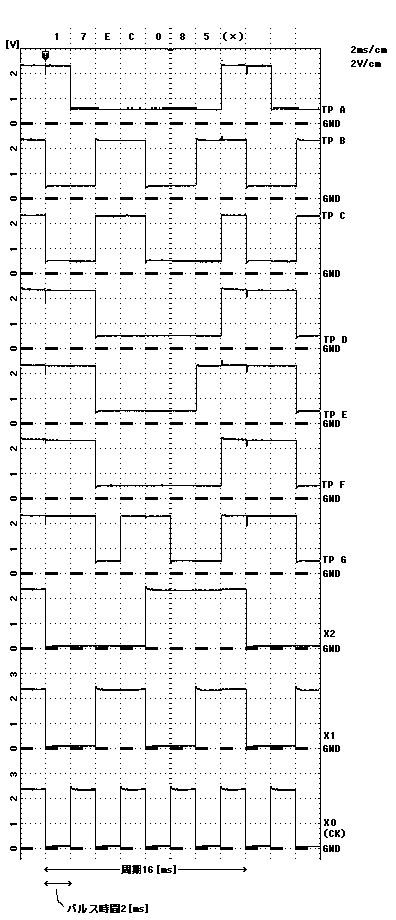 1 7 E C 0 8 5 (×)
[V]
2ms/cm
2V/cm
2
1
0
TP A
GND
2
1
0
TP B
GND
2
1
0
TP C
GND
2
1
0
TP D
GND
2
1
0
TP E
GND
2
1
0
TP F
GND
2
1
0
TP G
GND
2
1
0
X2
GND
3
2
1
0
X1
GND
3
2
1
0
X0
(CK)
GND
周期16[ms]
パルス時間2[ms]